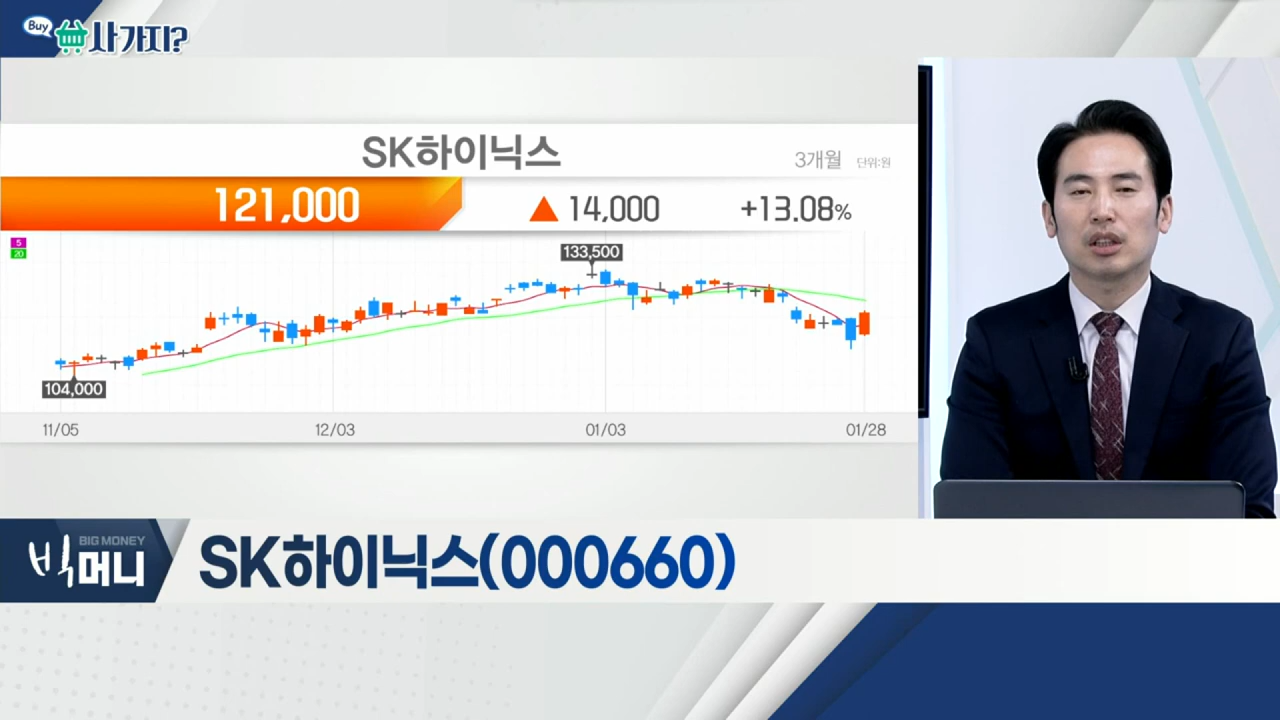 Buy
사가지?
SK하이닉스
3개월 단위:원
121,000 ▲ 14,000 +13.08%
5
20
133,500
104,000
11/05 12/03 01/03 01/28
BIG MONEY
빅머니
SK하이닉스(000660)